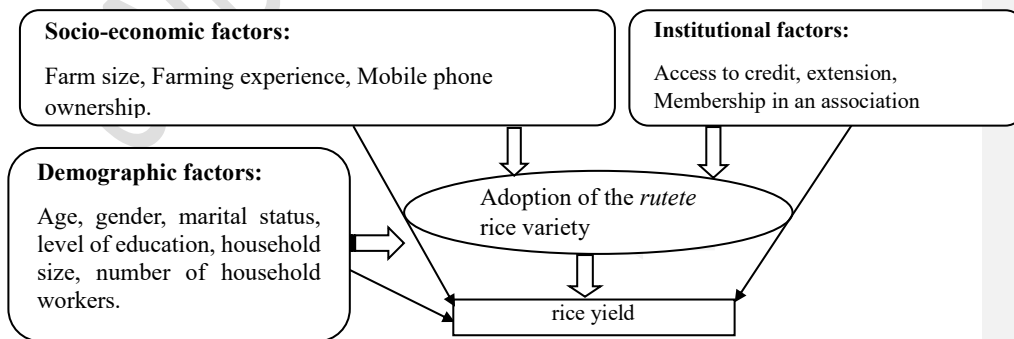 Socio-economic factors:
Farm size, Farming experience, Mobile phone
ownership.
Institutional factors:
Access to credit, extension,
Membership in an association
Demographic factors:
Age, gender, marital status,
level of education, household
size, number of household
workers.
Adoption of the rutete
rice variety
rice yield